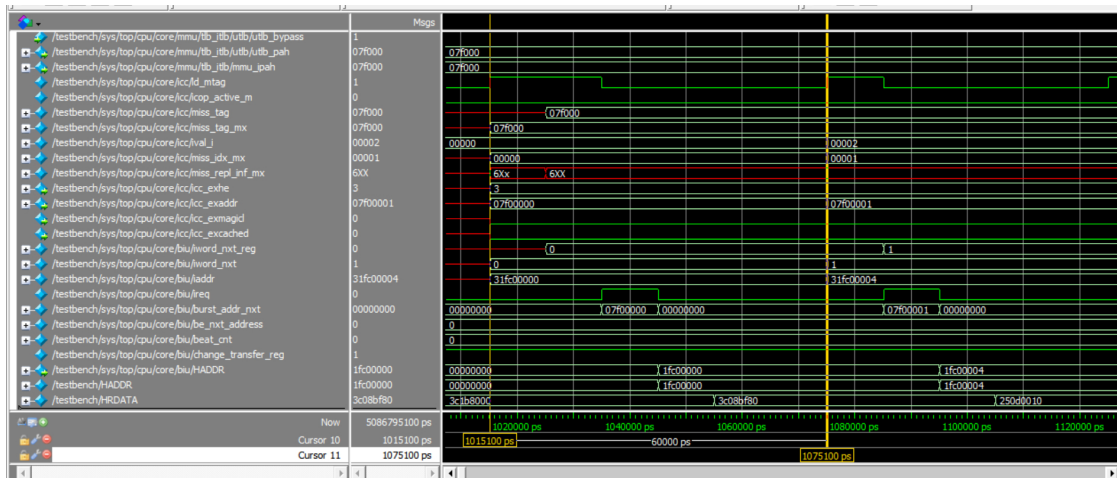 Msgs
/testbench/sys/top/cpu/core/mmu/tlb_itlb/utlb/utlb_bypass 1
/testbench/sys/top/cpu/core/mmu/tlb_itlb/utlb/utlb_pah 07f000 07f000
/testbench/sys/top/cpu/core/mmu/tlb_itlb/mmu_ipah 07f000 07f000
/testbench/sys/top/cpu/core/icc/ld_mtag 1
/testbench/sys/top/cpu/core/icc/icop_active_m 0
/testbench/sys/top/cpu/core/icc/miss_tag 07f000 07f000
/testbench/sys/top/cpu/core/icc/miss_tag_mx 07f000 07f000
/testbench/sys/top/cpu/core/icc/ival_i 00002 00000 00002
/testbench/sys/top/cpu/core/icc/miss_idx_mx 00001 00000 00001
/testbench/sys/top/cpu/core/icc/miss_repl_inf_mx 6XX 6Xx 6XX
/testbench/sys/top/cpu/core/icc/icc_exhe 3 3
/testbench/sys/top/cpu/core/icc/icc_exaddr 07f00001 07f00000 07f00001
/testbench/sys/top/cpu/core/icc/icc_exmagicl 0
/testbench/sys/top/cpu/core/icc/icc_excached 0
/testbench/sys/top/cpu/core/biu/iword_nxt_reg 0 0 1
/testbench/sys/top/cpu/core/biu/iword_nxt 1 0 1
/testbench/sys/top/cpu/core/biu/iaddr 31fc00004 31fc00000 31fc00004
/testbench/sys/top/cpu/core/biu/ireq 0
/testbench/sys/top/cpu/core/biu/burst_addr_nxt 00000000 00000000 07f00000 00000000 07f00001 00000000
/testbench/sys/top/cpu/core/biu/be_nxt_address 0 0
/testbench/sys/top/cpu/core/biu/beat_cnt 0 0
/testbench/sys/top/cpu/core/biu/change_transfer_reg 1
/testbench/sys/top/cpu/core/biu/HADDR 1fc00000 00000000 1fc00000 1fc00004
/testbench/HADDR 1fc00000 00000000 1fc00000 1fc00004
/testbench/HRDATA 3c08bf80 3c1b800c 3c08bf80 250d0010
Now 5086795100 ps 1020000 ps 1040000 ps 1060000 ps 1080000 ps 1100000 ps 1120000 ps
Cursor 10 1015100 ps 1015100 ps 60000 ps
Cursor 11 1075100 ps 1075100 ps